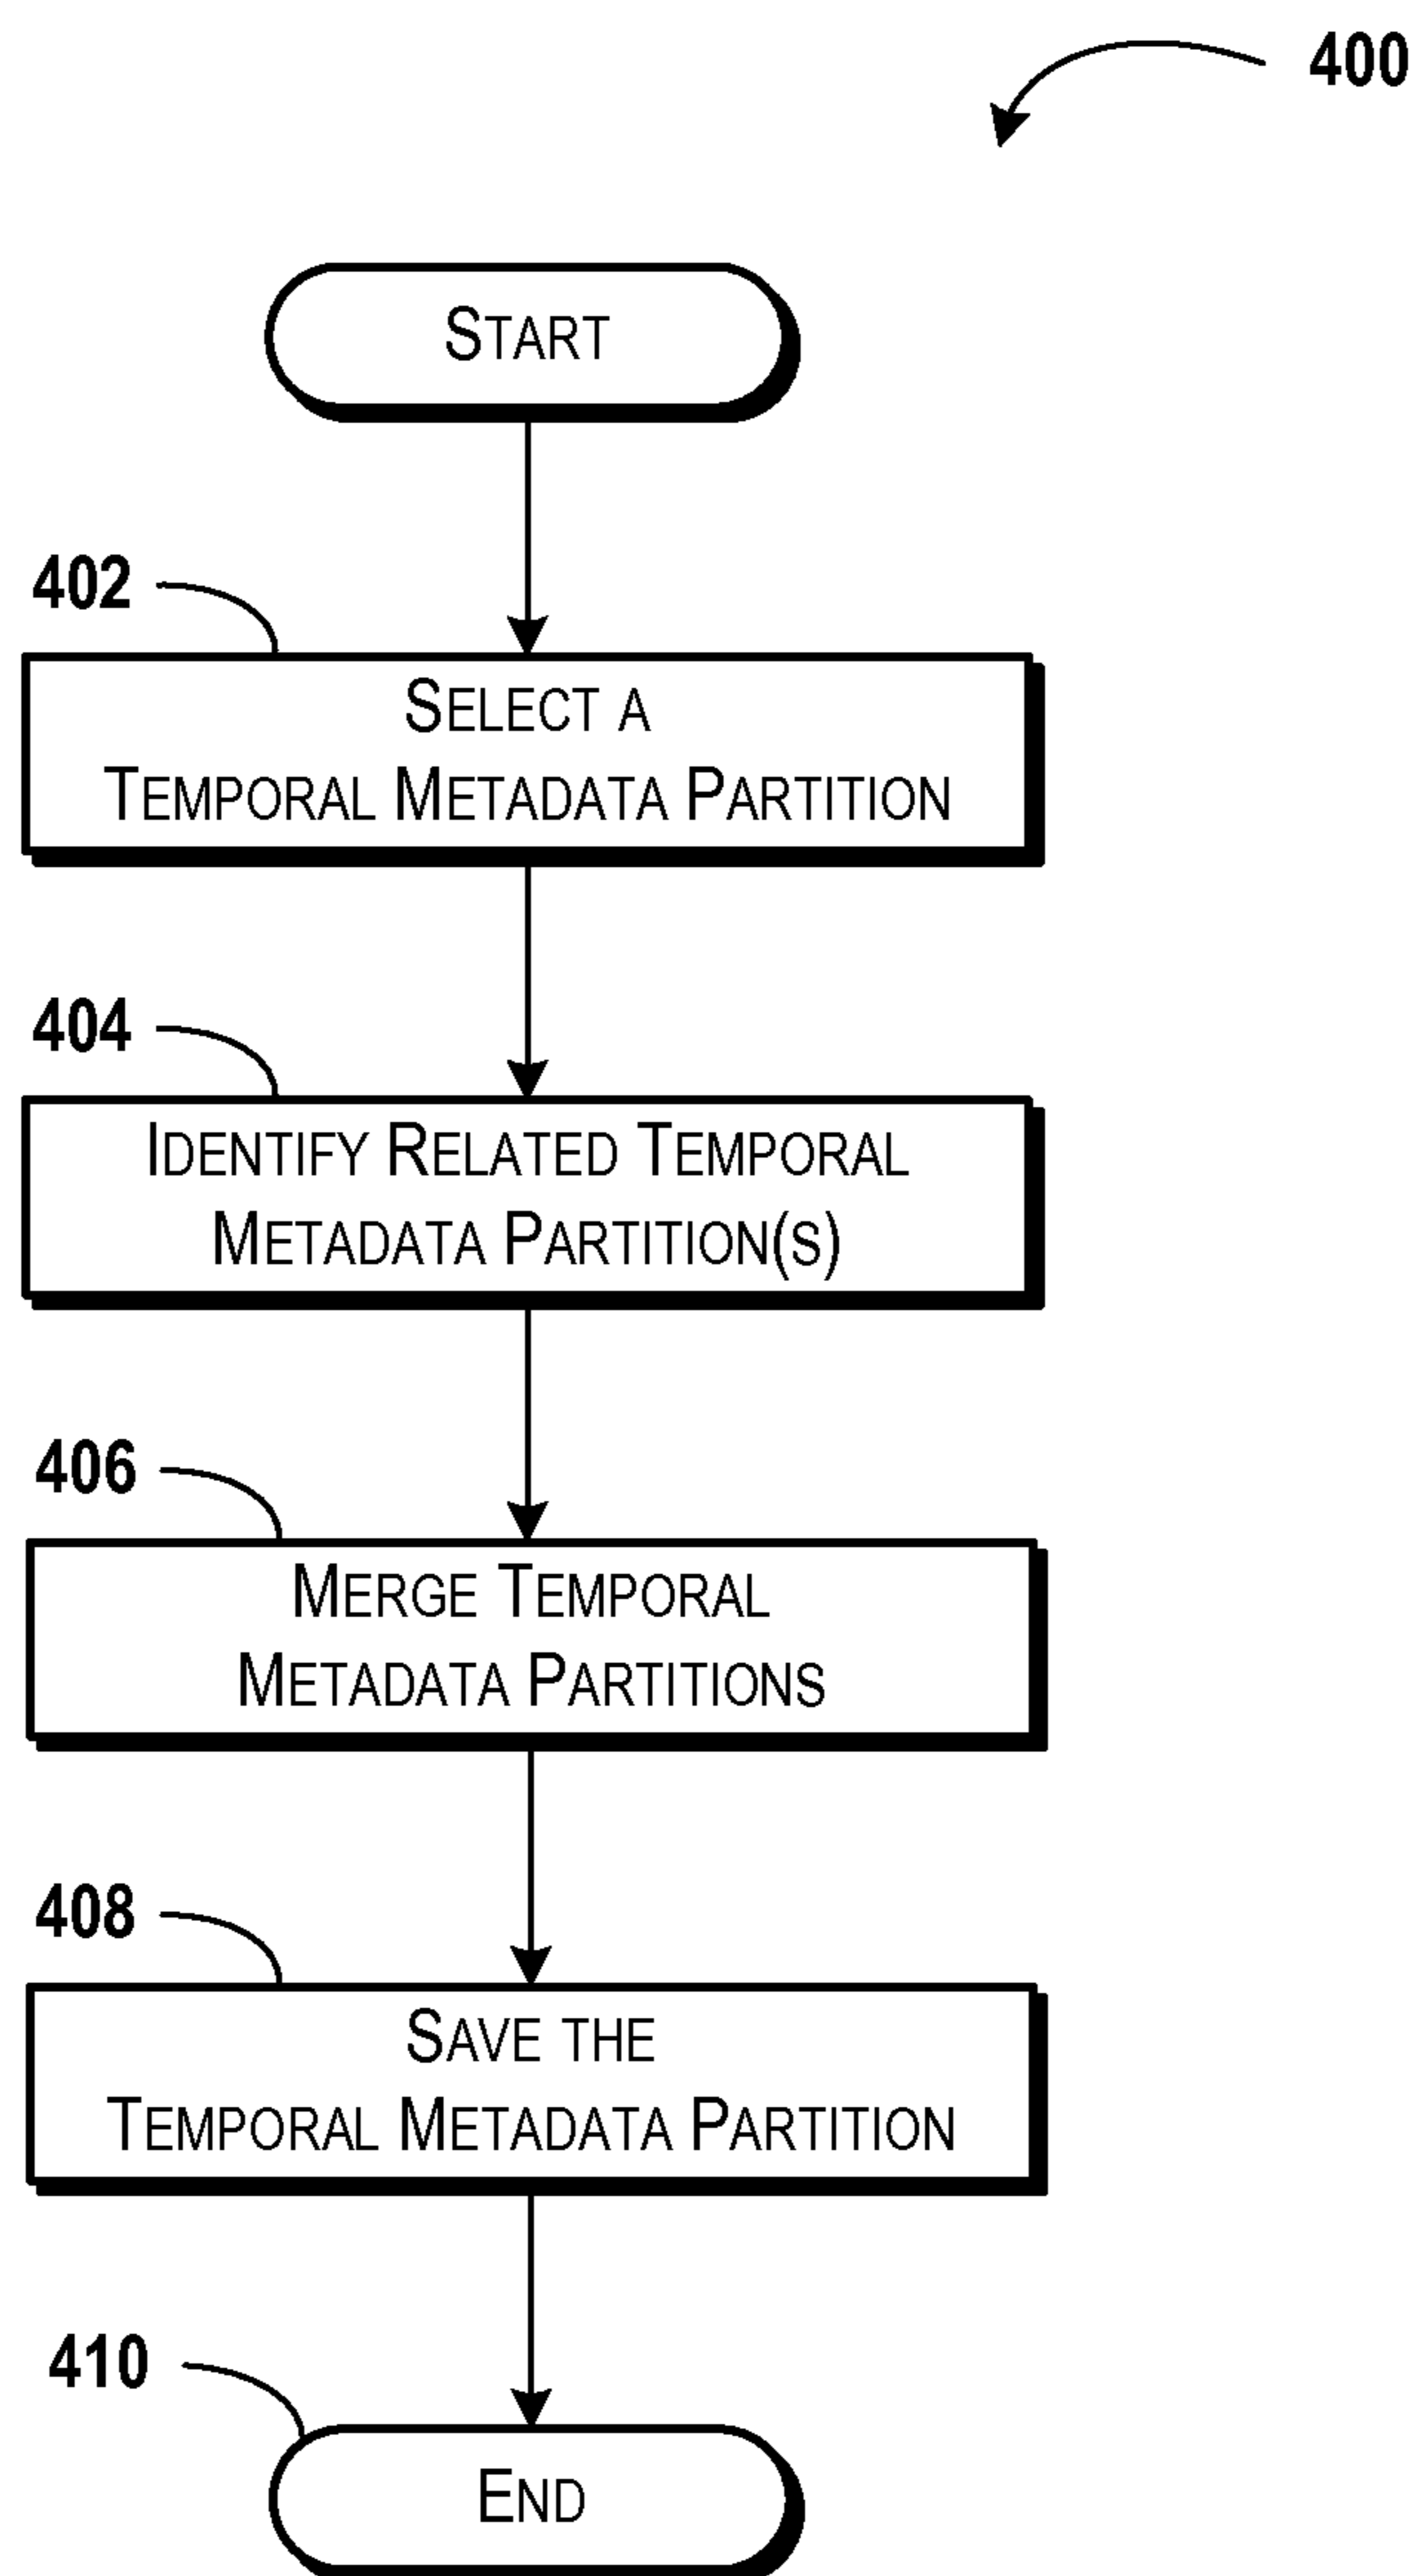 400
START
402
SELECT A
TEMPORAL METADATA PARTITION
404
IDENTIFY RELATED TEMPORAL
METADATA PARTITION(S)
406
MERGE TEMPORAL
METADATA PARTITIONS
408
SAVE THE
TEMPORAL METADATA PARTITION
410
END